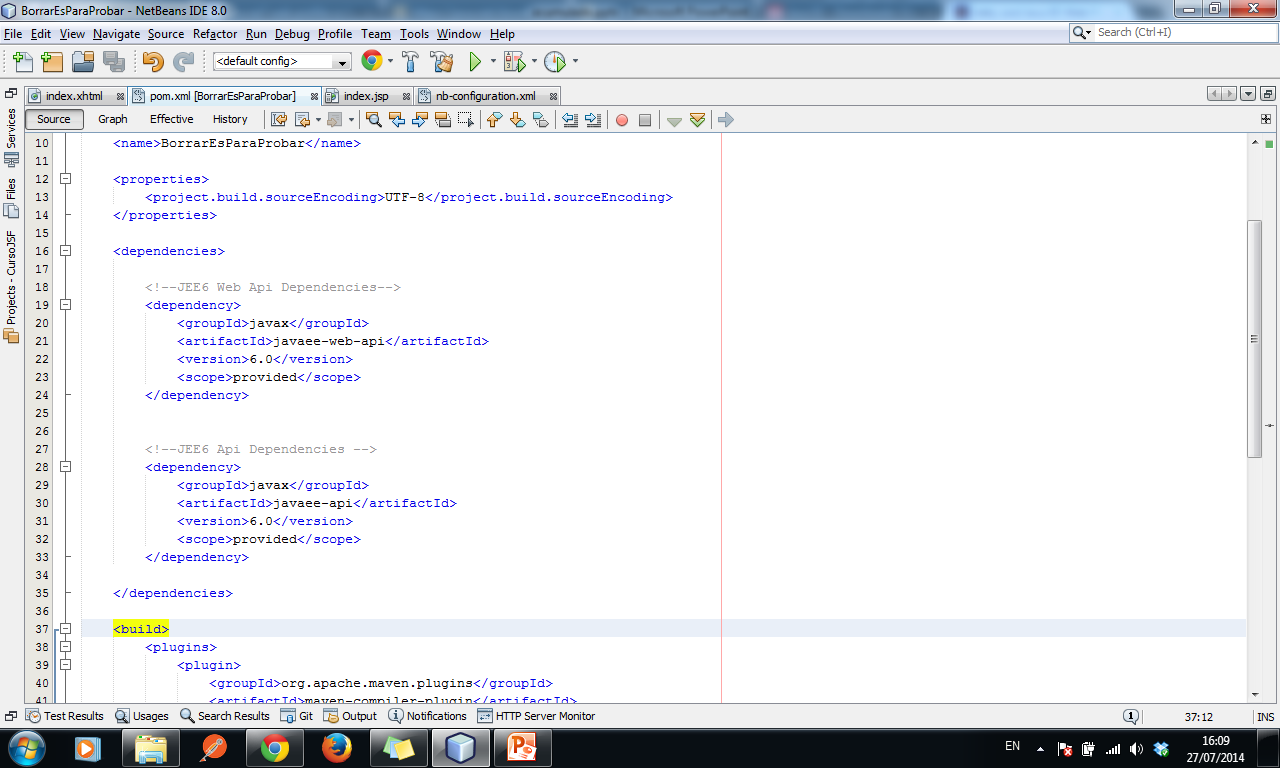 BorrarEsParaProbar - NetBeans IDE 8.0
File Edit View Navigate Source Refactor Run Debug Profile Team Tools Window Help
Search (Ctrl+I)
<default config>
index.xhtml pom.xml [BorrarEsParaProbar] index.jsp nb-configuration.xml
Source Graph Effective History
Services
Files
Projects - CursoJSF
10 <name>BorrarEsParaProbar</name>
11
12 <properties>
13 <project.build.sourceEncoding>UTF-8</project.build.sourceEncoding>
14 </properties>
15
16 <dependencies>
17
18 <!--JEE6 Web Api Dependencies-->
19 <dependency>
20 <groupId>javax</groupId>
21 <artifactId>javaee-web-api</artifactId>
22 <version>6.0</version>
23 <scope>provided</scope>
24 </dependency>
25
26
27 <!--JEE6 Api Dependencies -->
28 <dependency>
29 <groupId>javax</groupId>
30 <artifactId>javaee-api</artifactId>
31 <version>6.0</version>
32 <scope>provided</scope>
33 </dependency>
34
35 </dependencies>
36
37 <build>
38 <plugins>
39 <plugin>
40 <groupId>org.apache.maven.plugins</groupId>
41 <artifactId>maven-compiler-plugin</artifactId>
Test Results Usages Search Results Git Output Notifications HTTP Server Monitor 1 37:12 INS
EN 16:09
27/07/2014